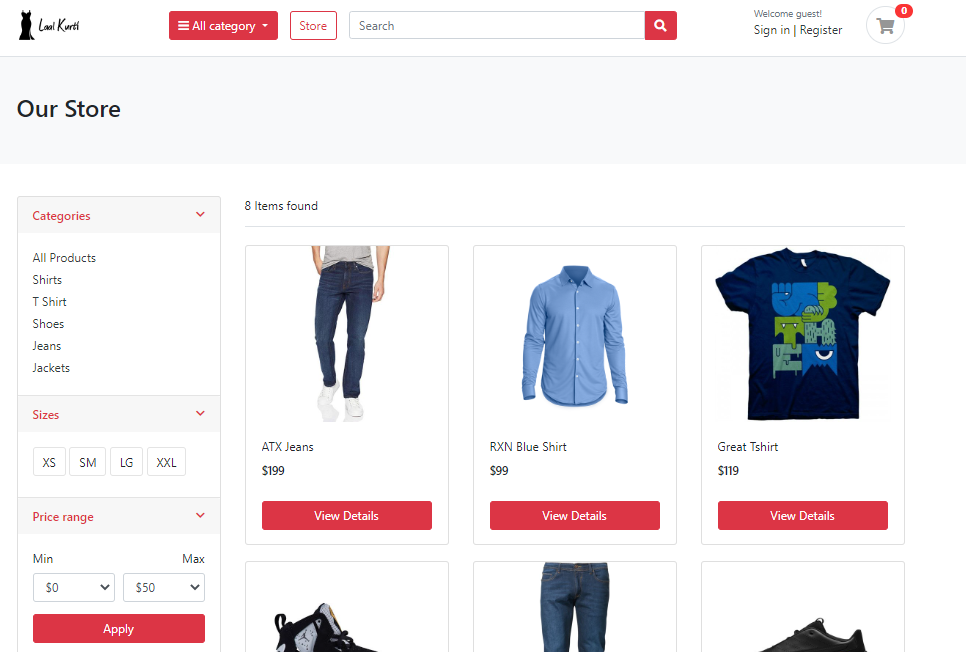 Laal Kurti
All category
Store
Search
Welcome guest!
Sign in | Register
0
Our Store
Categories
All Products
Shirts
T Shirt
Shoes
Jeans
Jackets
Sizes
XS SM LG XXL
Price range
Min Max
$0 $50
Apply
8 Items found
ATX Jeans
$199
View Details
RXN Blue Shirt
$99
View Details
Great Tshirt
$119
View Details